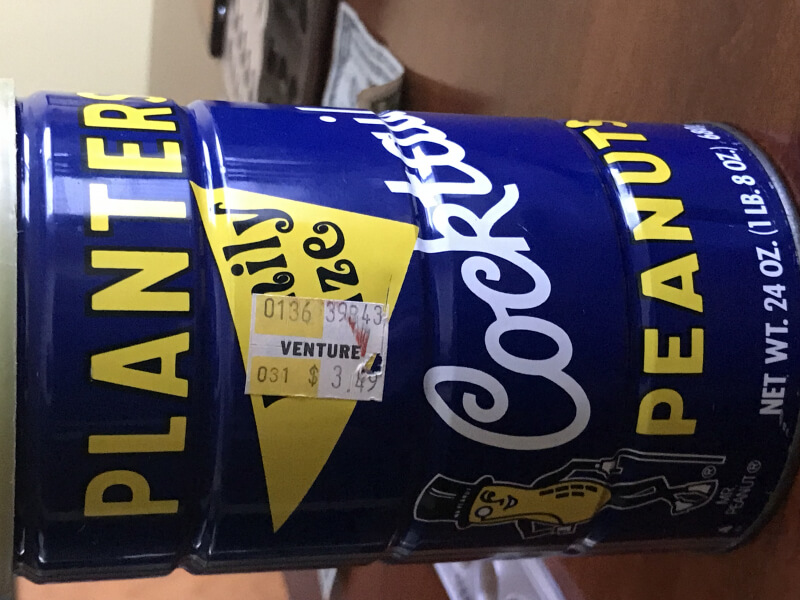 PLANTERS
0136 39843
VENTURE
031 $ 3.49
Cocktail
PEANUTS
NET WT. 24 OZ. (1 LB. 8 OZ.)
MR.
PEANUT®